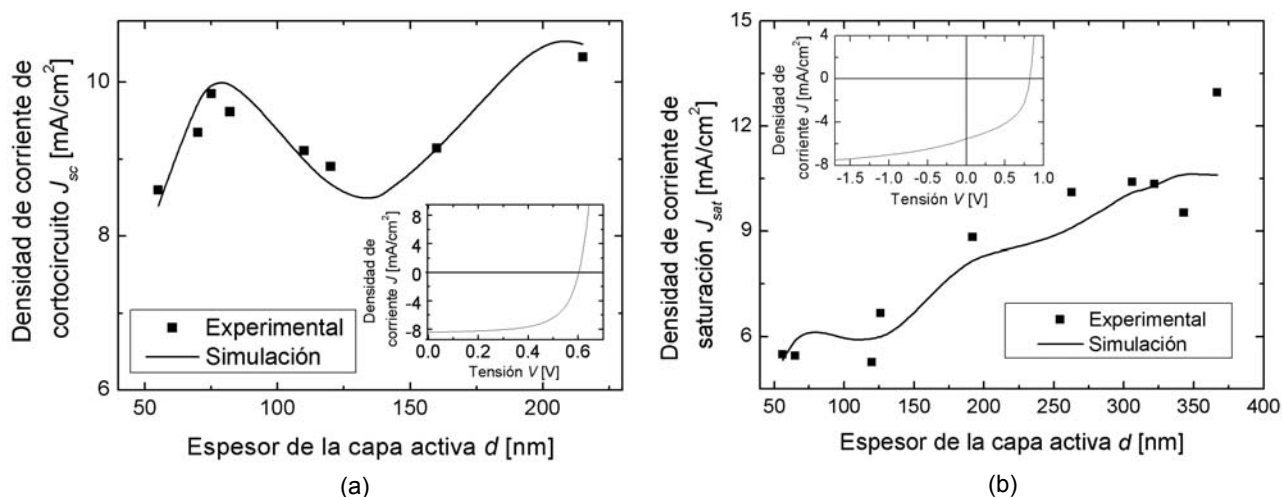 Densidad de corriente de
cortocircuito Jsc [mA/cm²]
10
8
6
50
100
150
200
Espesor de la capa activa d [nm]
Experimental
Simulación
Densidad de
corriente J [mA/cm²]
8
4
0
-4
-8
0.0
0.2
0.4
0.6
Tensión V [V]
(a)
Densidad de corriente de
saturación Jsat [mA/cm²]
15
12
9
6
3
50
100
150
200
250
300
350
400
Espesor de la capa activa d [nm]
Densidad de
corriente J [mA/cm²]
4
0
-4
-8
-1.5
-1.0
-0.5
0.0
0.5
1.0
Tensión V [V]
Experimental
Simulación
(b)